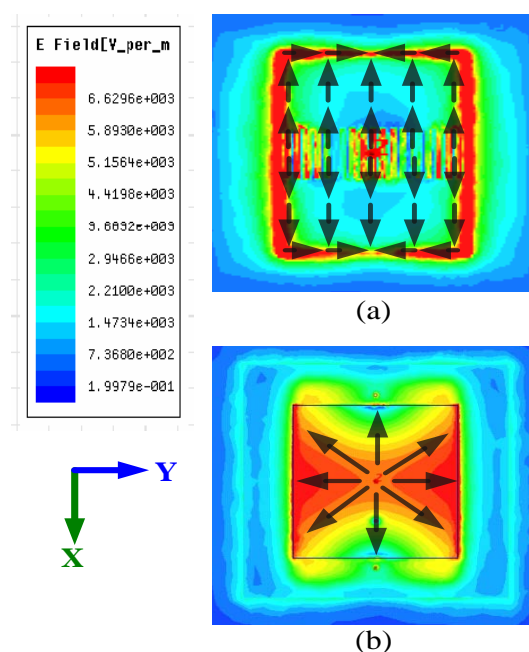 E Field[V_per_m
6.6296e+003
5.8930e+003
5.1564e+003
4.4198e+003
3.6832e+003
2.9466e+003
2.2100e+003
1.4734e+003
7.3680e+002
1.9979e-001
(a)
Y
X
(b)